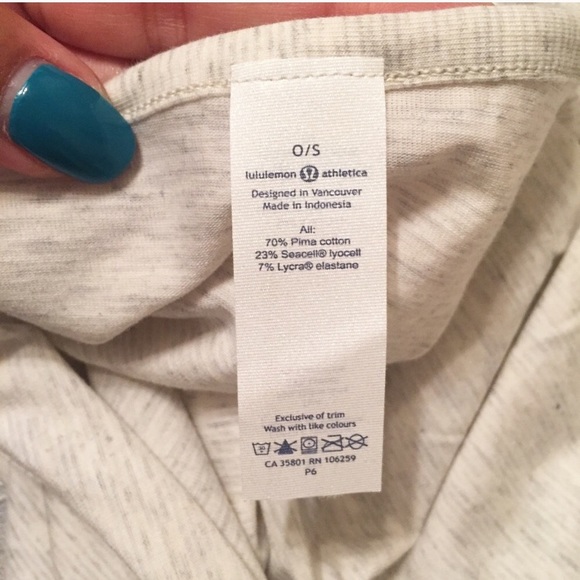 O/S
lululemon athletica
Designed in Vancouver
Made in Indonesia
All:
70% Pima cotton
23% Seacell® lyocell
7% Lycra® elastane
Exclusive of trim
Wash with like colours
CA 35801 RN 106259
P6